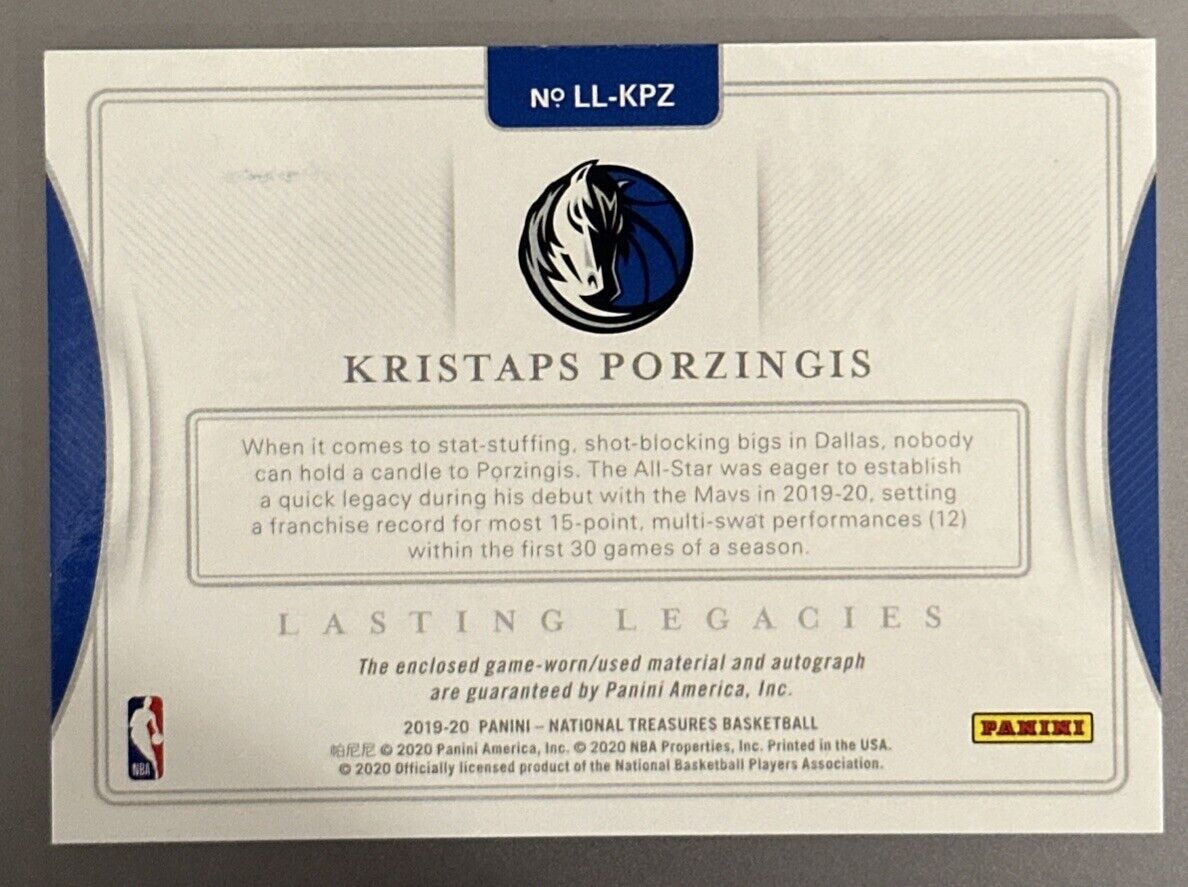 Nº LL-KPZ
KRISTAPS PORZINGIS
When it comes to stat-stuffing, shot-blocking bigs in Dallas, nobody
can hold a candle to Porzingis. The All-Star was eager to establish
a quick legacy during his debut with the Mavs in 2019-20, setting
a franchise record for most 15-point, multi-swat performances (12)
within the first 30 games of a season.
LASTING LEGACIES
The enclosed game-worn/used material and autograph
are guaranteed by Panini America, Inc.
2019-20 PANINI – NATIONAL TREASURES BASKETBALL
帕尼尼 © 2020 Panini America, Inc. © 2020 NBA Properties, Inc. Printed in the USA.
© 2020 Officially licensed product of the National Basketball Players Association.
NBA
PANINI